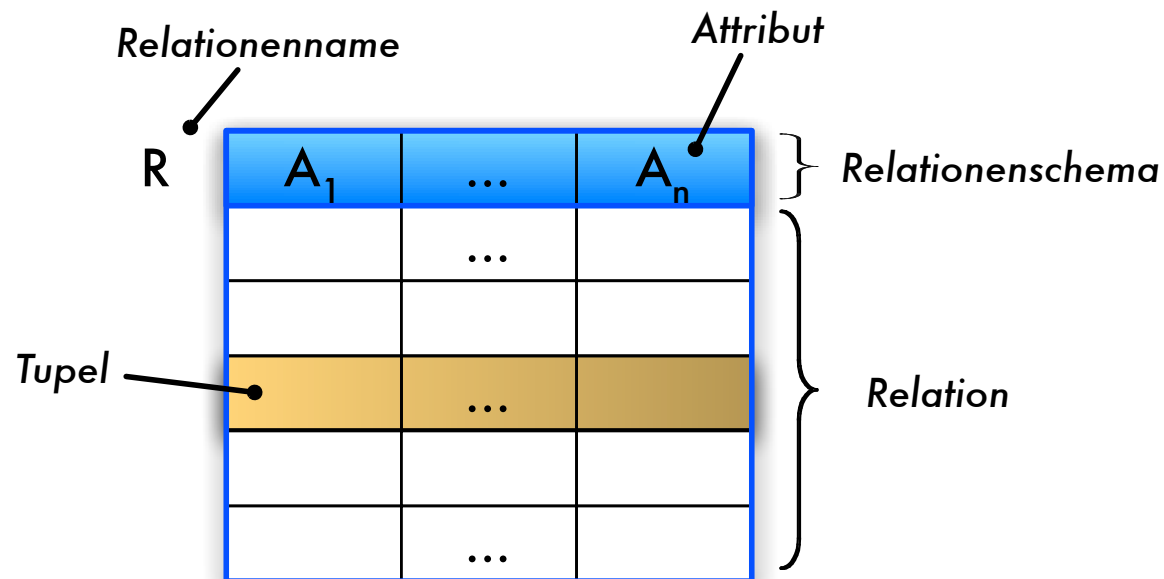 Relationenname
Attribut
R
A1
...
An
Relationenschema
...
Tupel
...
Relation
...